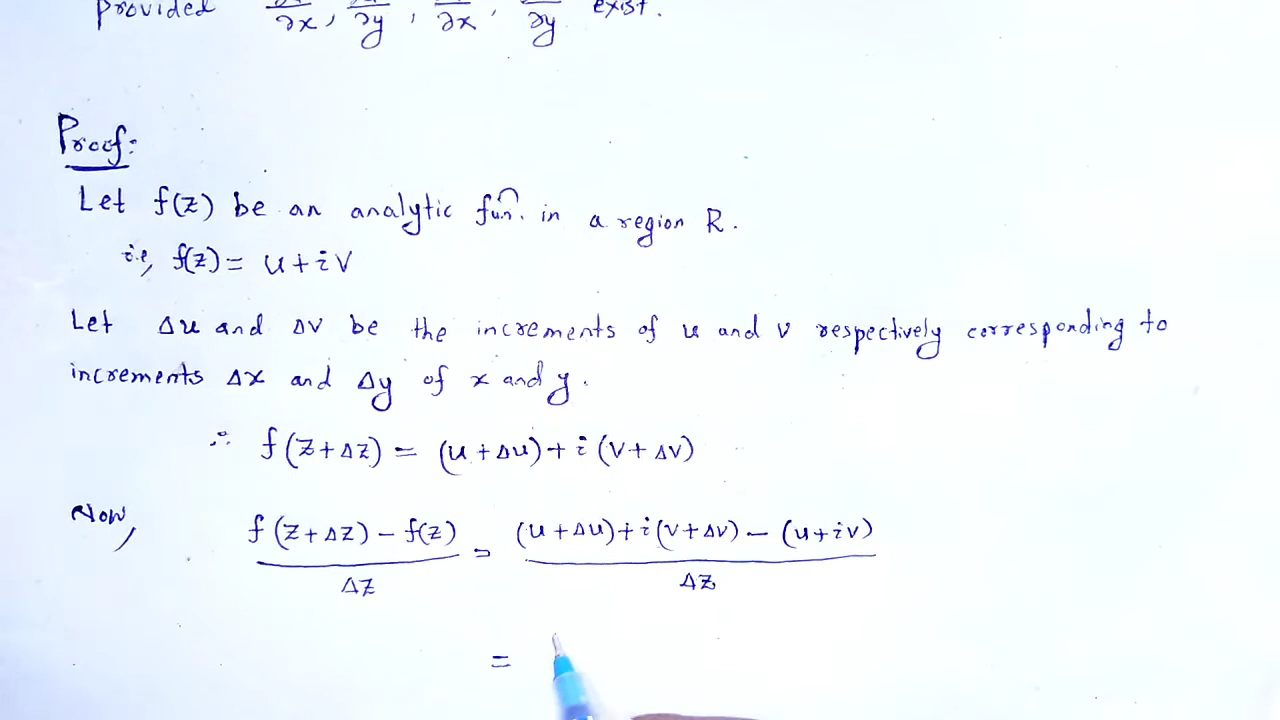 provided ∂x, ∂y, ∂x, ∂y exist.
Proof:
Let f(z) be an analytic fun. in a region R.
i.e, f(z) = u + iv
Let Δu and Δv be the increments of u and v respectively corresponding to
increments Δx and Δy of x and y.
∴ f(z+Δz) = (u+Δu) + i(v+Δv)
Now, f(z+Δz) − f(z) / Δz = (u+Δu) + i(v+Δv) − (u+iv) / Δz
=